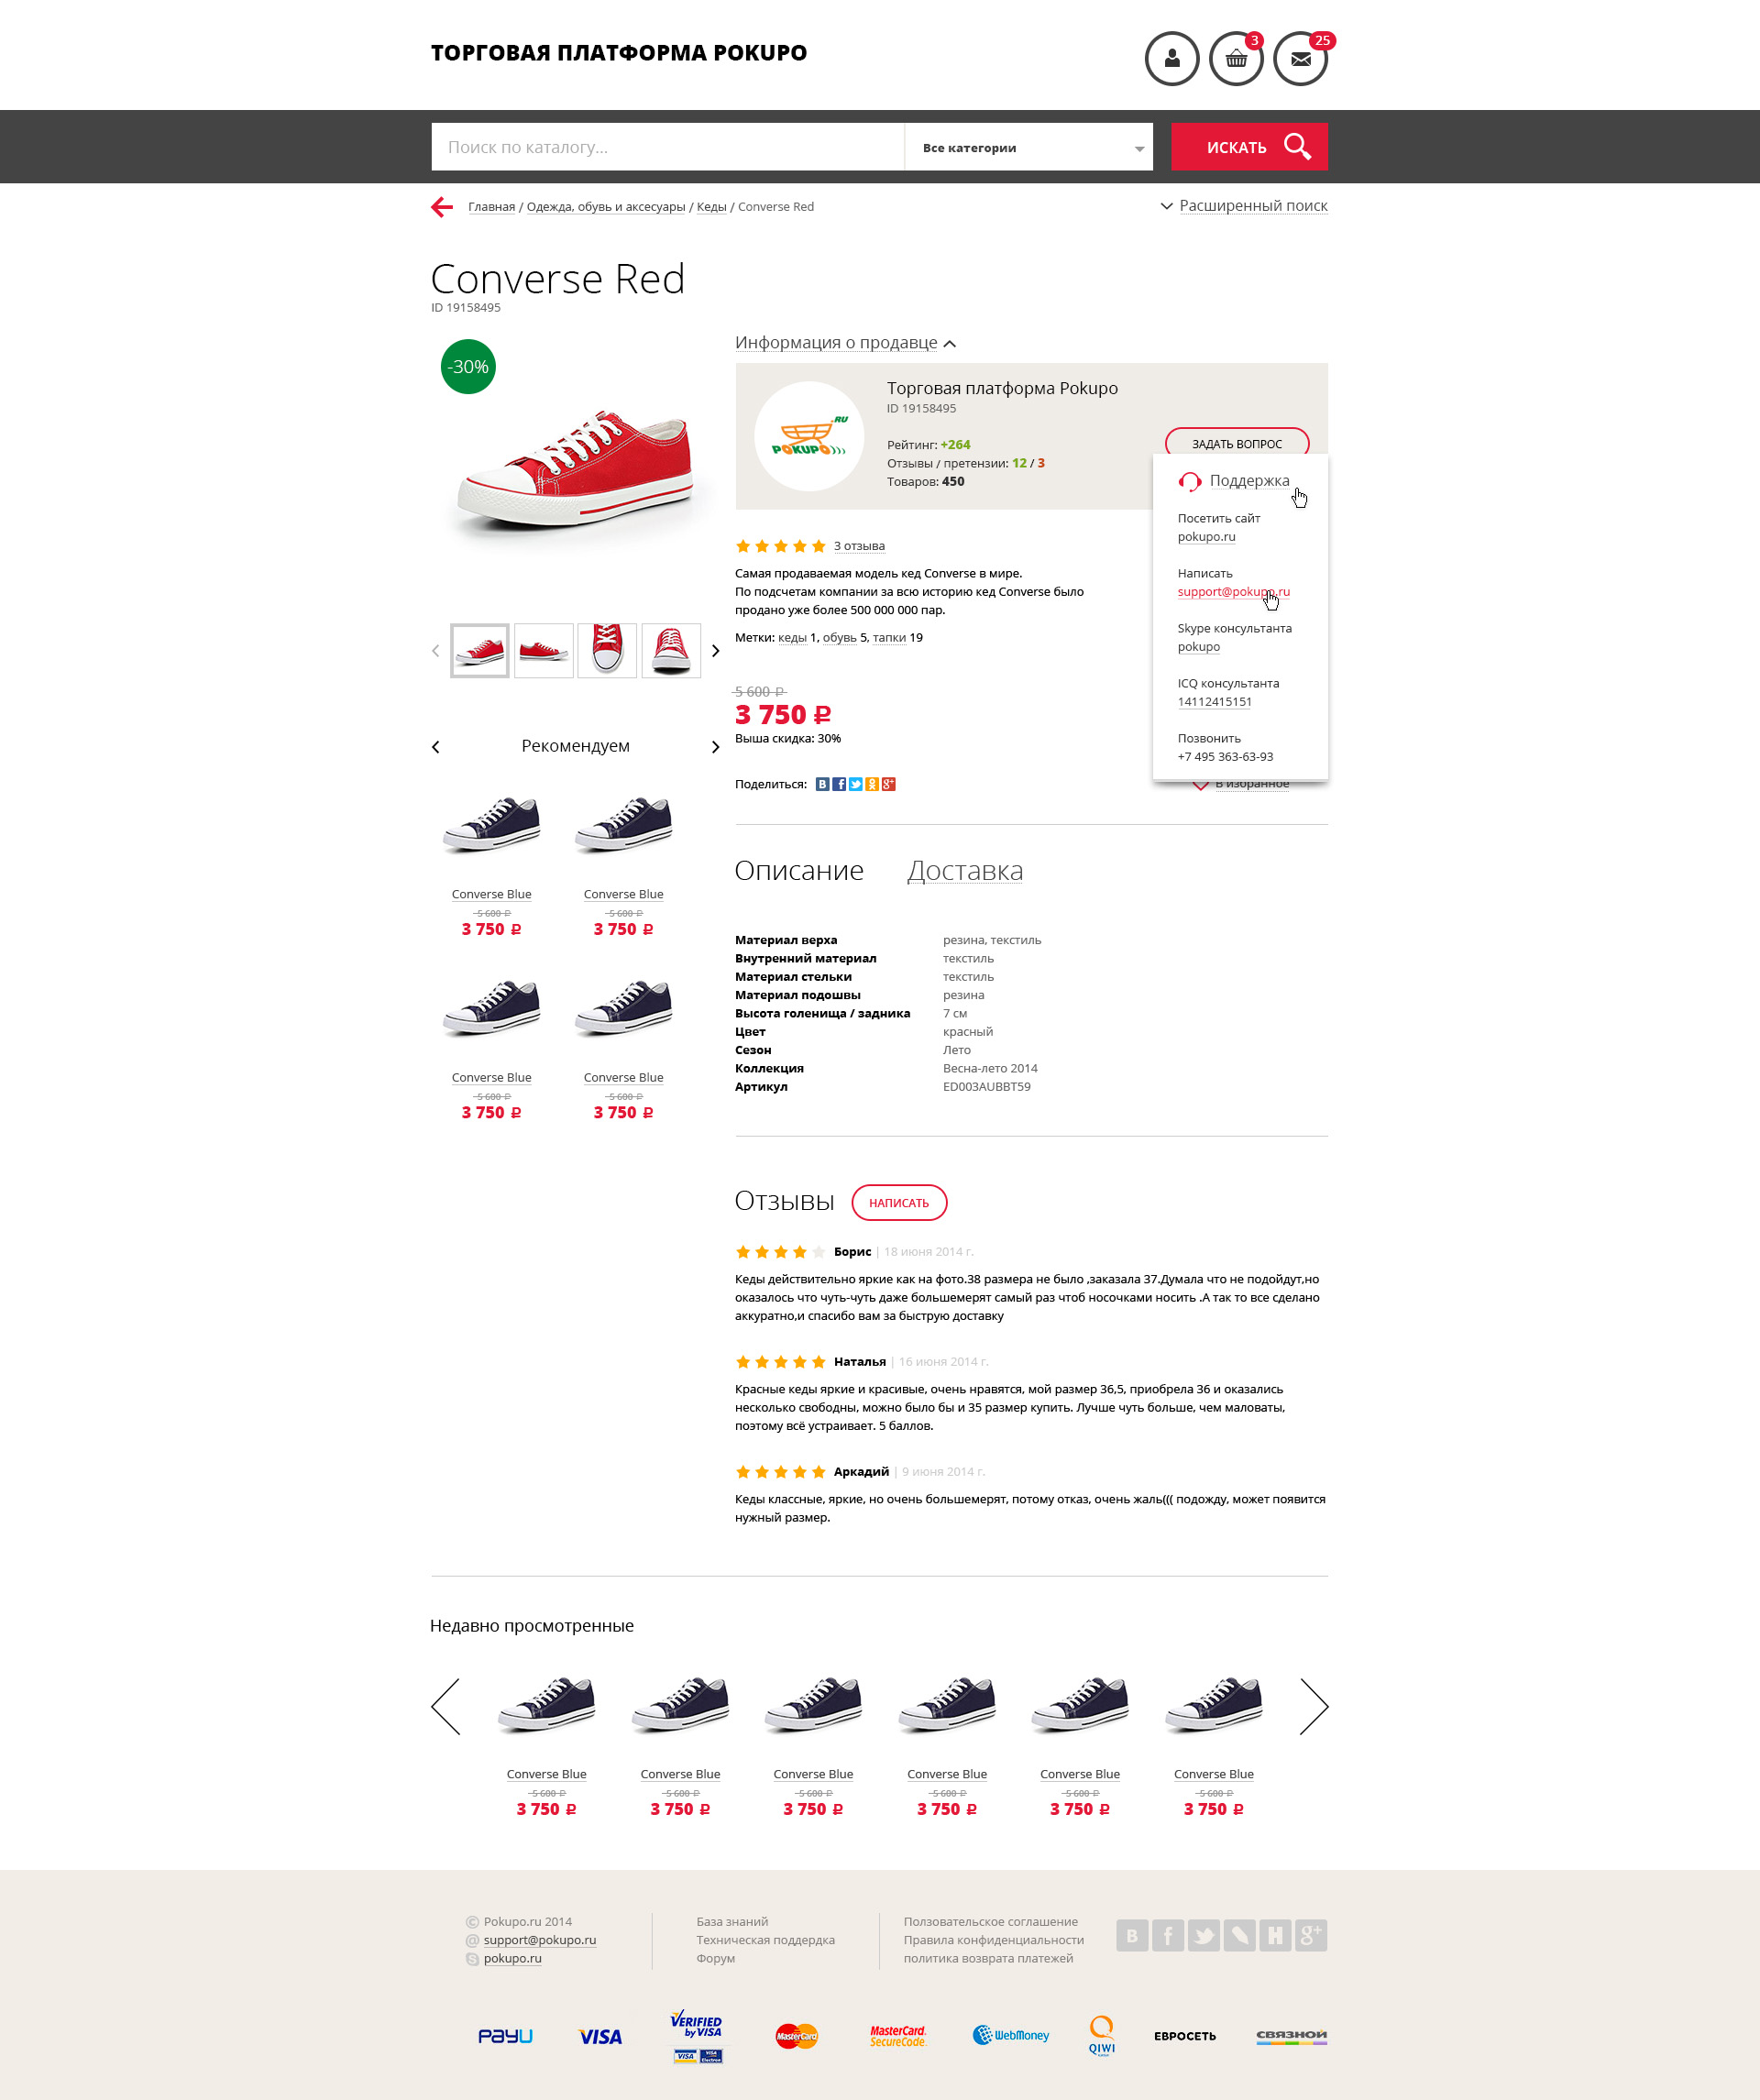 ТОРГОВАЯ ПЛАТФОРМА POKUPO
3
25
Поиск по каталогу...
Все категории
ИСКАТЬ
Главная / Одежда, обувь и аксесуары / Кеды / Converse Red
Расширенный поиск
Converse Red
ID 19158495
-30%
Информация о продавце
POKUPO
.RU
Торговая платформа Pokupo
ID 19158495
Рейтинг: +264
Отзывы / претензии: 12 / 3
Товаров: 450
ЗАДАТЬ ВОПРОС
Поддержка
Посетить сайт
pokupo.ru
Написать
support@pokupo.ru
Skype консультанта
pokupo
ICQ консультанта
14112415151
Позвонить
+7 495 363-63-93
В избранное
3 отзыва
Самая продаваемая модель кед Converse в мире.
По подсчетам компании за всю историю кед Converse было
продано уже более 500 000 000 пар.
Метки: кеды 1, обувь 5, тапки 19
5 600 ₽
3 750 ₽
Выша скидка: 30%
Поделиться:
Рекомендуем
Converse Blue
5 600 ₽
3 750 ₽
Converse Blue
5 600 ₽
3 750 ₽
Converse Blue
5 600 ₽
3 750 ₽
Converse Blue
5 600 ₽
3 750 ₽
Описание
Доставка
Материал верха резина, текстиль
Внутренний материал текстиль
Материал стельки текстиль
Материал подошвы резина
Высота голенища / задника 7 см
Цвет красный
Сезон Лето
Коллекция Весна-лето 2014
Артикул ED003AUBBT59
Отзывы
НАПИСАТЬ
Борис | 18 июня 2014 г.
Кеды действительно яркие как на фото.38 размера не было ,заказала 37.Думала что не подойдут,но
оказалось что чуть-чуть даже большемерят самый раз чтоб носочками носить .А так то все сделано
аккуратно,и спасибо вам за быструю доставку
Наталья | 16 июня 2014 г.
Красные кеды яркие и красивые, очень нравятся, мой размер 36,5, приобрела 36 и оказались
несколько свободны, можно было бы и 35 размер купить. Лучше чуть больше, чем маловаты,
поэтому всё устраивает. 5 баллов.
Аркадий | 9 июня 2014 г.
Кеды классные, яркие, но очень большемерят, потому отказ, очень жаль((( подожду, может появится
нужный размер.
Недавно просмотренные
Converse Blue
5 600 ₽
3 750 ₽
Converse Blue
5 600 ₽
3 750 ₽
Converse Blue
5 600 ₽
3 750 ₽
Converse Blue
5 600 ₽
3 750 ₽
Converse Blue
5 600 ₽
3 750 ₽
Converse Blue
5 600 ₽
3 750 ₽
© Pokupo.ru 2014
support@pokupo.ru
pokupo.ru
База знаний
Техническая поддердка
Форум
Ползовательское соглашение
Правила конфиденциальности
политика возврата платежей
PayU
VISA
VERIFIED
by VISA
VISA
VISA
Electron
MasterCard
MasterCard.
SecureCode.
WebMoney
QIWI
ЕВРОСЕТЬ
СВЯЗНОЙ